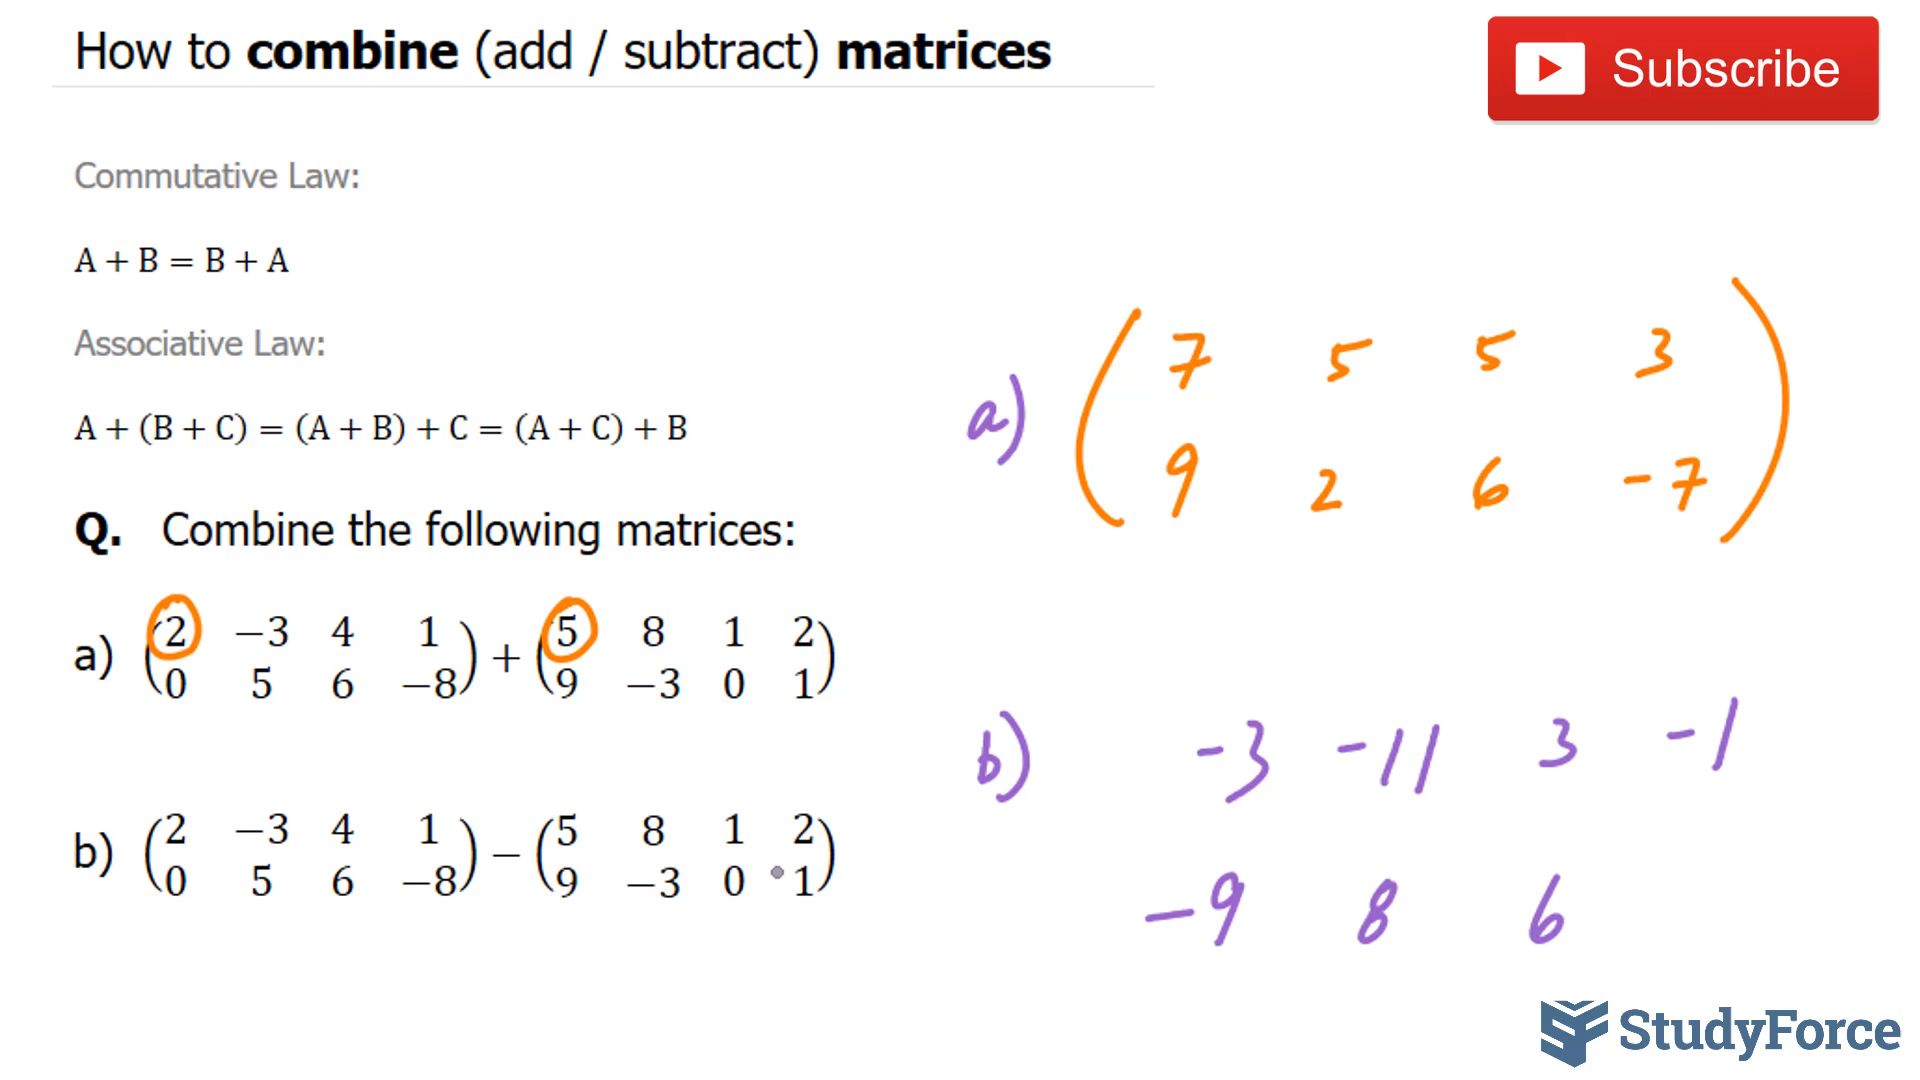 How to combine (add / subtract) matrices
Subscribe
Commutative Law:
A + B = B + A
Associative Law:
A + (B + C) = (A + B) + C = (A + C) + B
Q. Combine the following matrices:
a) (2 −3 4 1
0 5 6 −8) + (5 8 1 2
9 −3 0 1)
b) (2 −3 4 1
0 5 6 −8) − (5 8 1 2
9 −3 0 1)
a) (7 5 5 3
9 2 6 -7)
b) -3 -11 3 -1
-9 8 6
StudyForce